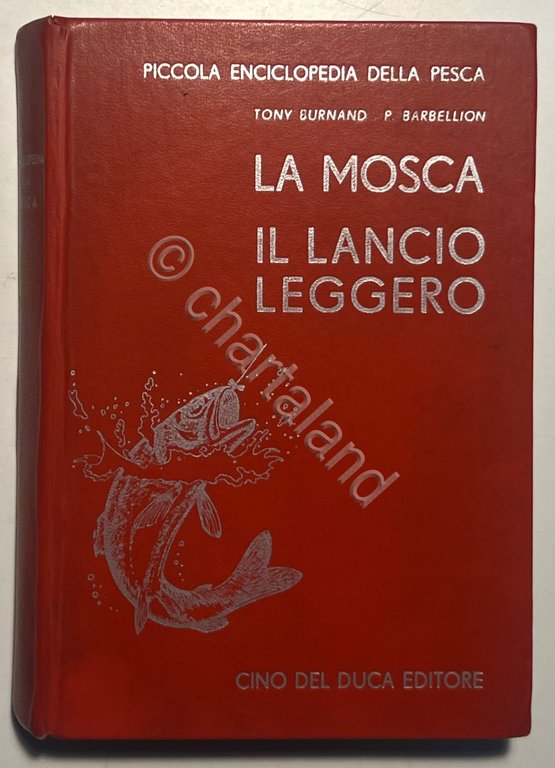 PICCOLA ENCICLOPEDIA DELLA PESCA
TONY BURNAND P. BARBELLION
LA MOSCA
IL LANCIO
LEGGERO
© chartaland
CINO DEL DUCA EDITORE